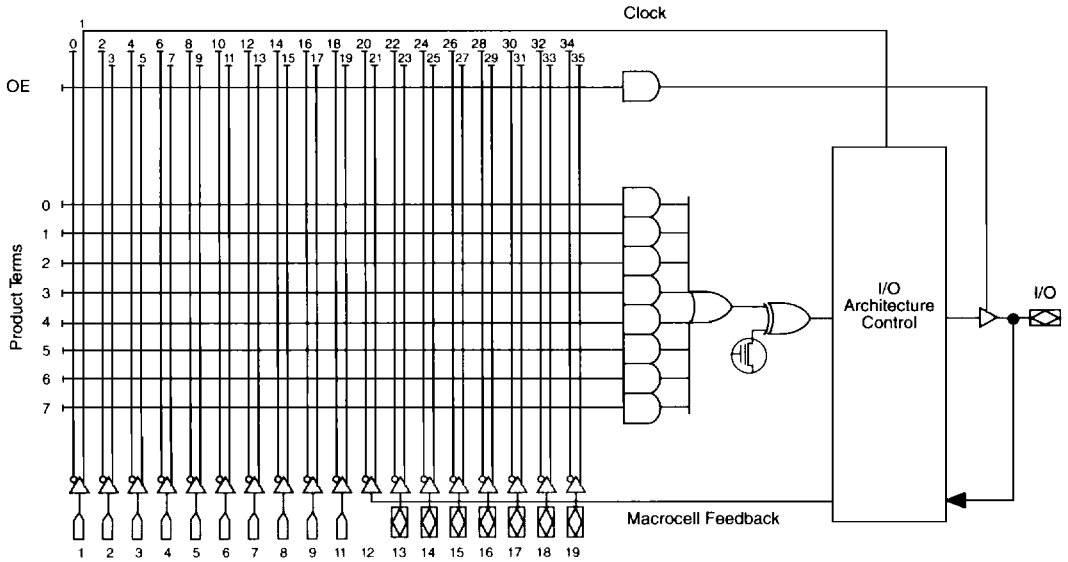 Clock
1
0 2 4 6 8 10 12 14 16 18 20 22 24 26 28 30 32 34
3 5 7 9 11 13 15 17 19 21 23 25 27 29 31 33 35
OE
Product Terms
0
1
2
3
4
5
6
7
I/O
Architecture
Control
I/O
Macrocell Feedback
1 2 3 4 5 6 7 8 9 11 12 13 14 15 16 17 18 19